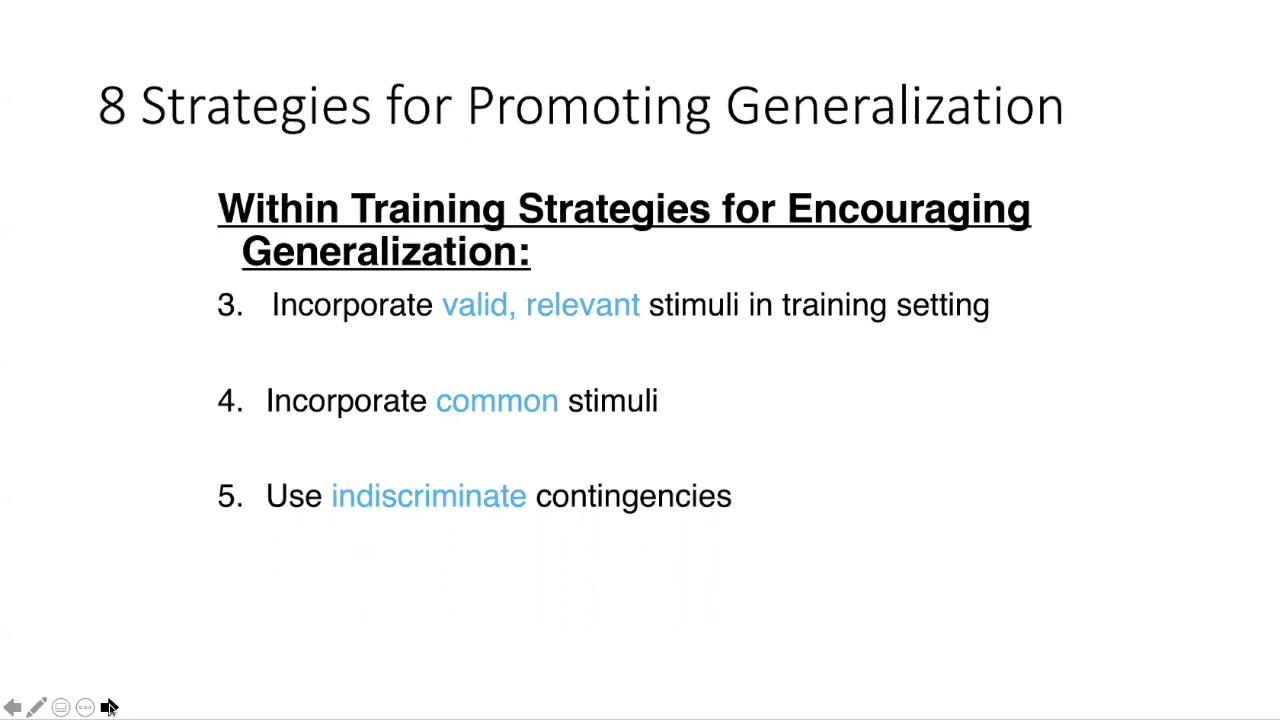 8 Strategies for Promoting Generalization
Within Training Strategies for Encouraging
Generalization:
3. Incorporate valid, relevant stimuli in training setting
4. Incorporate common stimuli
5. Use indiscriminate contingencies